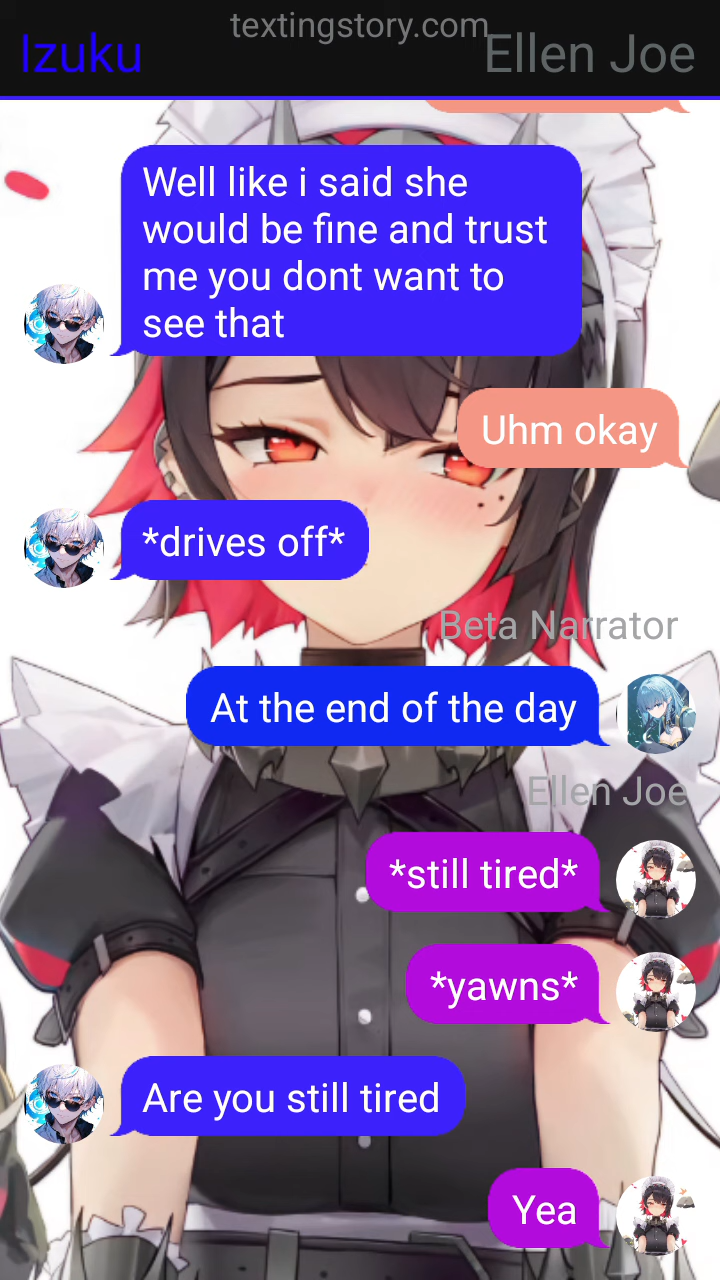 textingstory.com
Izuku
Ellen Joe
Well like i said she
would be fine and trust
me you dont want to
see that
Uhm okay
*drives off*
Beta Narrator
At the end of the day
Ellen Joe
*still tired*
*yawns*
Are you still tired
Yea